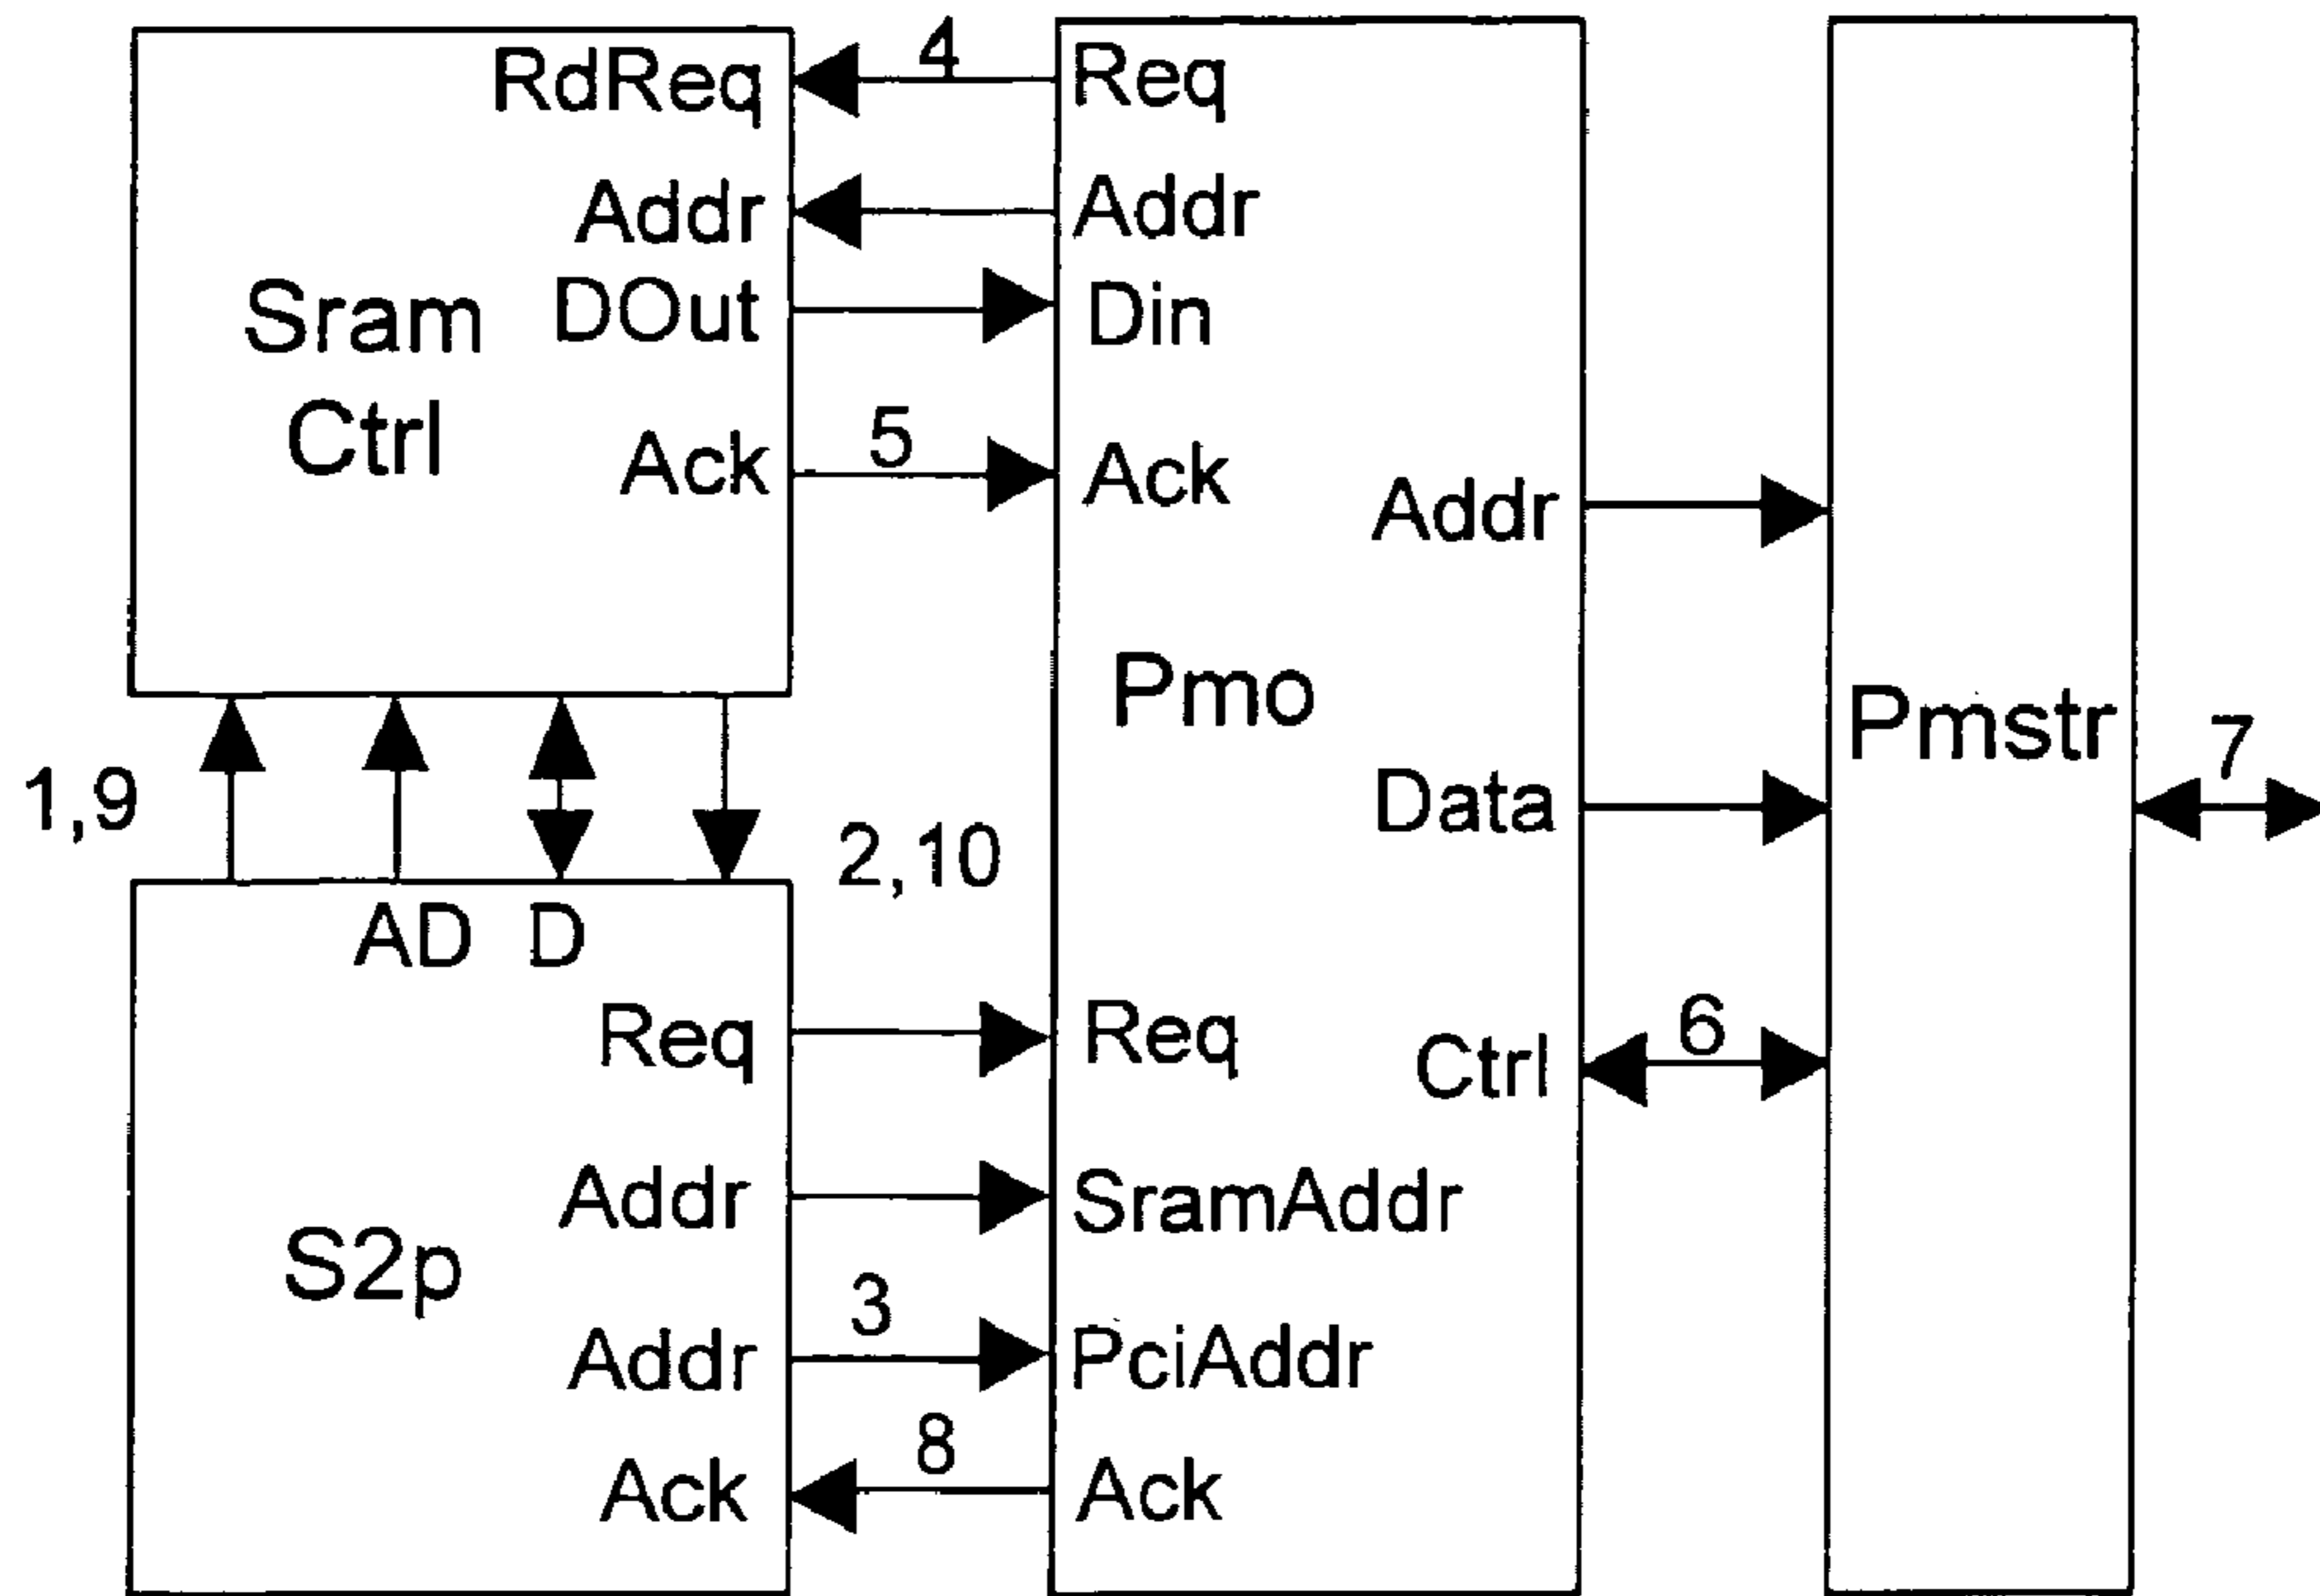 RdReq
4
Req
Addr
Addr
Sram
Ctrl
DOut
Din
Ack
5
Ack
Addr
Pmo
Pmstr
7
Data
1,9
2,10
AD D
Req
Req
Ctrl
6
S2p
Addr
SramAddr
Addr
3
PciAddr
Ack
8
Ack